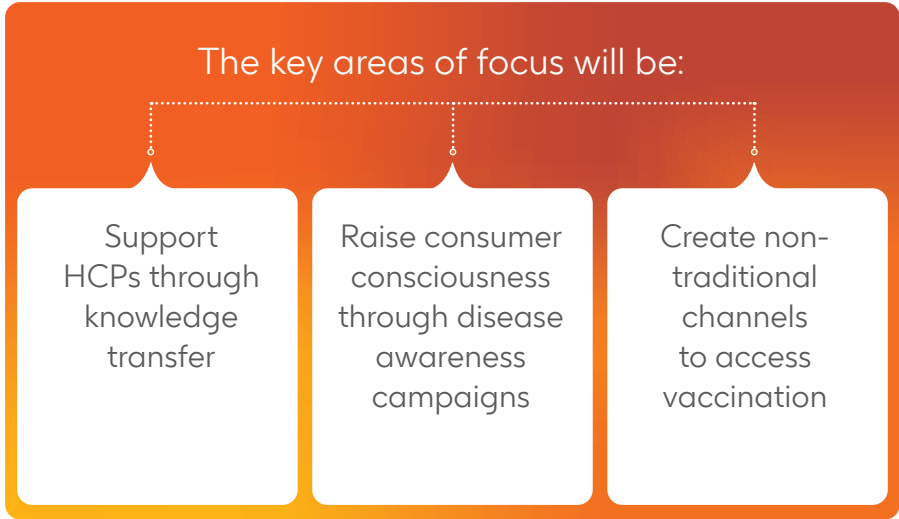 The key areas of focus will be:
Support
HCPs through
knowledge
transfer
Raise consumer
consciousness
through disease
awareness
campaigns
Create non-
traditional
channels
to access
vaccination